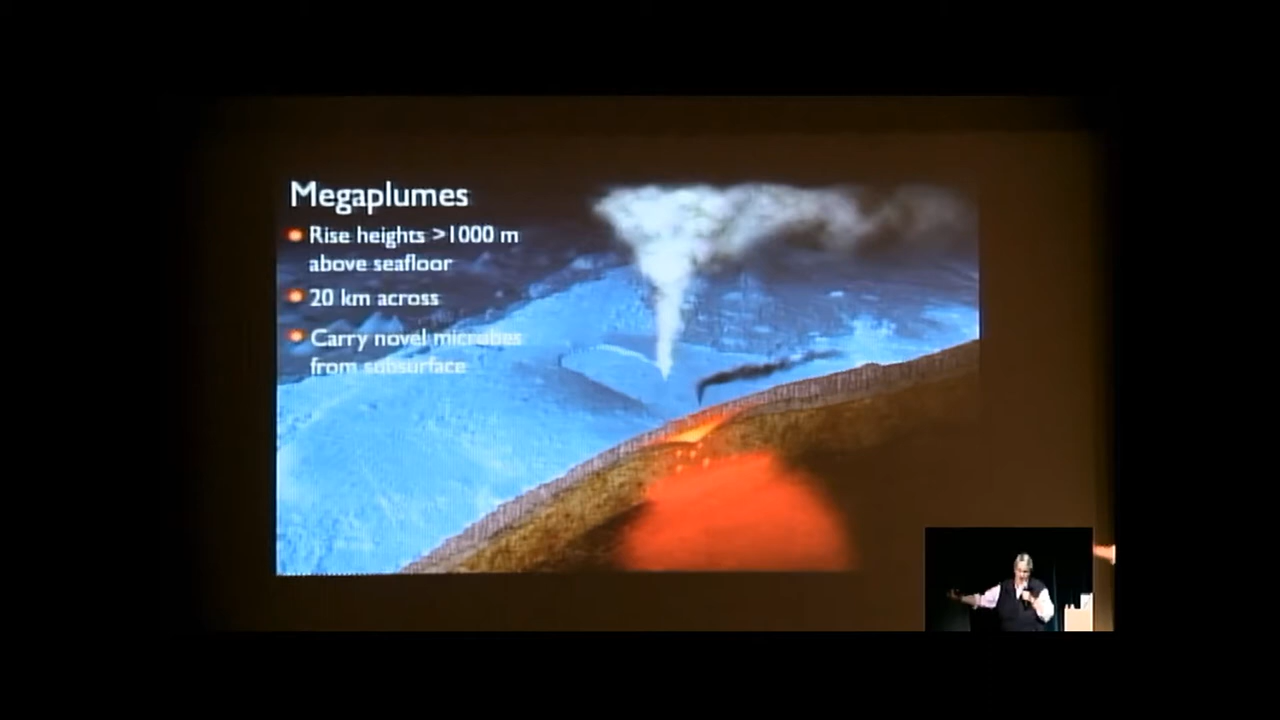 Megaplumes
Rise heights >1000 m
above seafloor
20 km across
Carry novel microbes
from subsurface